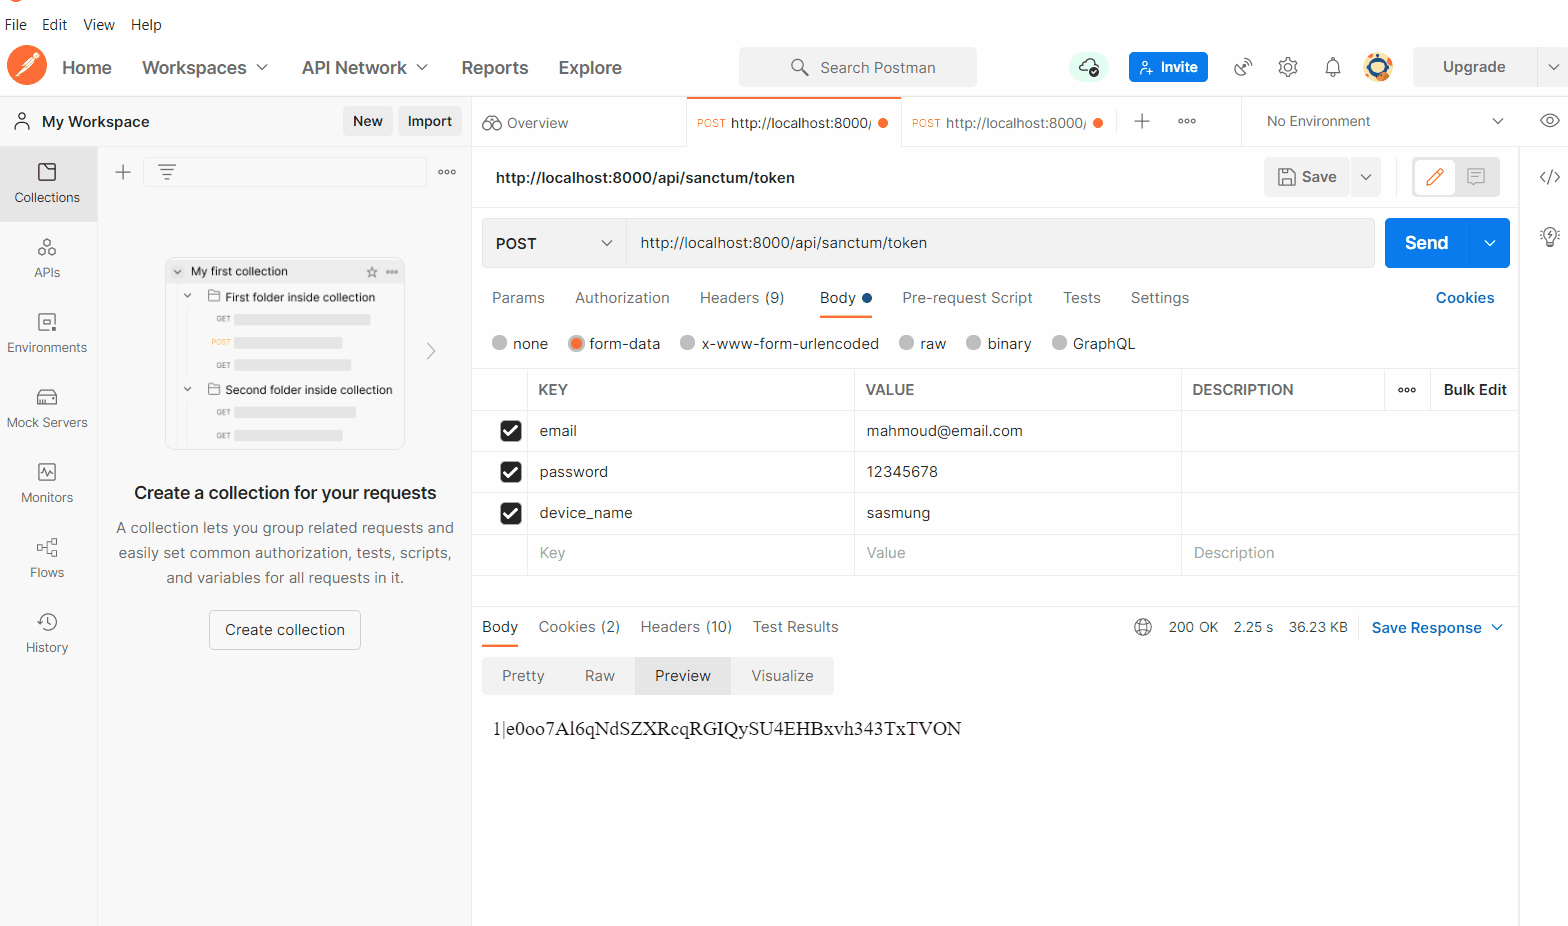 File Edit View Help
Home Workspaces API Network Reports Explore Search Postman Invite Upgrade
My Workspace New Import Overview POST http://localhost:8000/ POST http://localhost:8000/ No Environment
Collections
APIs
Environments
Mock Servers
Monitors
Flows
History
My first collection
First folder inside collection
GET
POST
GET
Second folder inside collection
GET
GET
Create a collection for your requests
A collection lets you group related requests and
easily set common authorization, tests, scripts,
and variables for all requests in it.
Create collection
http://localhost:8000/api/sanctum/token Save
POST http://localhost:8000/api/sanctum/token Send
Params Authorization Headers (9) Body Pre-request Script Tests Settings Cookies
none form-data x-www-form-urlencoded raw binary GraphQL
KEY VALUE DESCRIPTION Bulk Edit
email mahmoud@email.com
password 12345678
device_name sasmung
Key Value Description
Body Cookies (2) Headers (10) Test Results 200 OK 2.25 s 36.23 KB Save Response
Pretty Raw Preview Visualize
1|e0oo7Al6qNdSZXRcqRGIQySU4EHBxvh343TxTVON